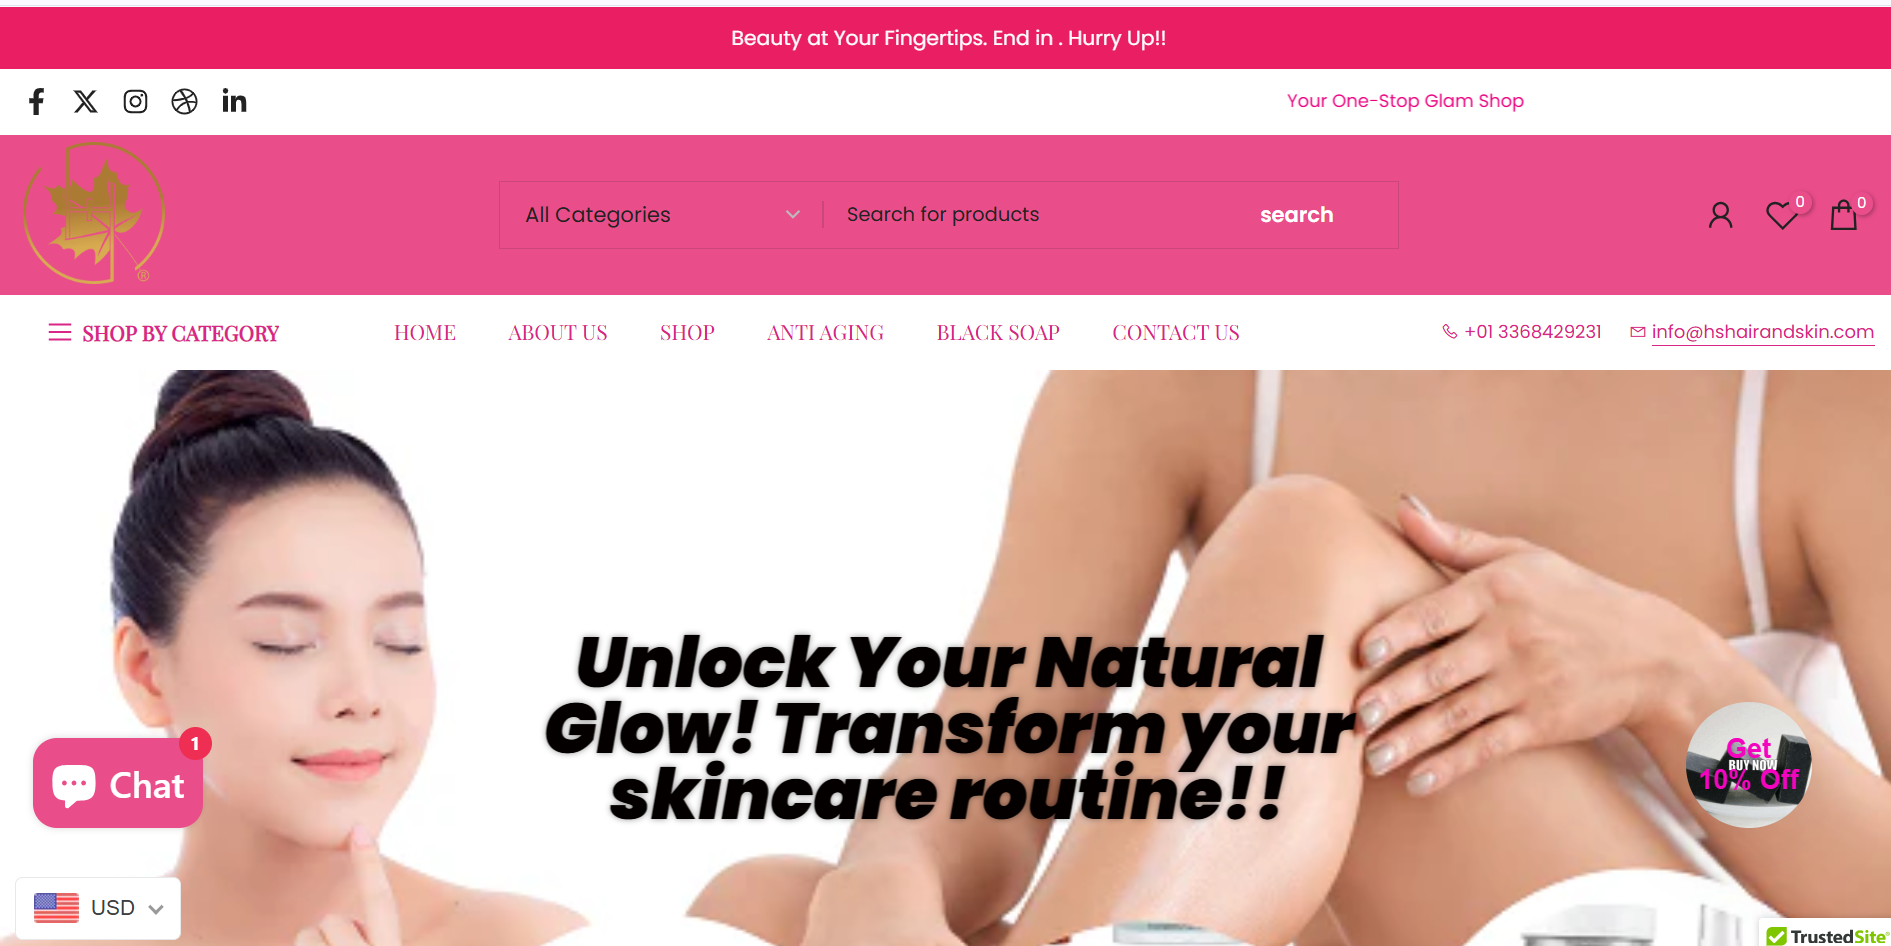 Beauty at Your Fingertips. End in . Hurry Up!!
Your One-Stop Glam Shop
®
All Categories
Search for products
search
0
0
SHOP BY CATEGORY
HOME
ABOUT US
SHOP
ANTI AGING
BLACK SOAP
CONTACT US
+01 3368429231
info@hshairandskin.com
Unlock Your Natural
Glow! Transform your
skincare routine!!
Get
BUY NOW
10% Off
1
Chat
USD
TrustedSite